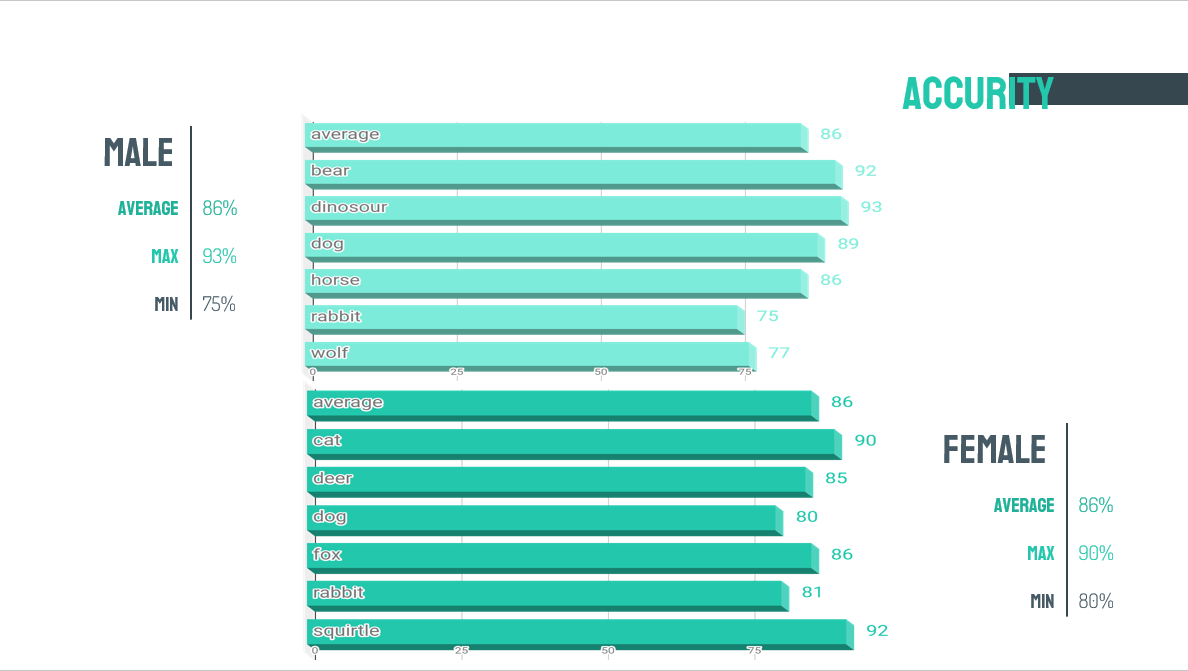 ACCURITY
MALE
AVERAGE 86%
MAX 93%
MIN 75%
average 86
bear 92
dinosour 93
dog 89
horse 86
rabbit 75
wolf 77
0 25 50 75
average 86
cat 90
deer 85
dog 80
fox 86
rabbit 81
squirtle 92
0 25 50 75
FEMALE
AVERAGE 86%
MAX 90%
MIN 80%